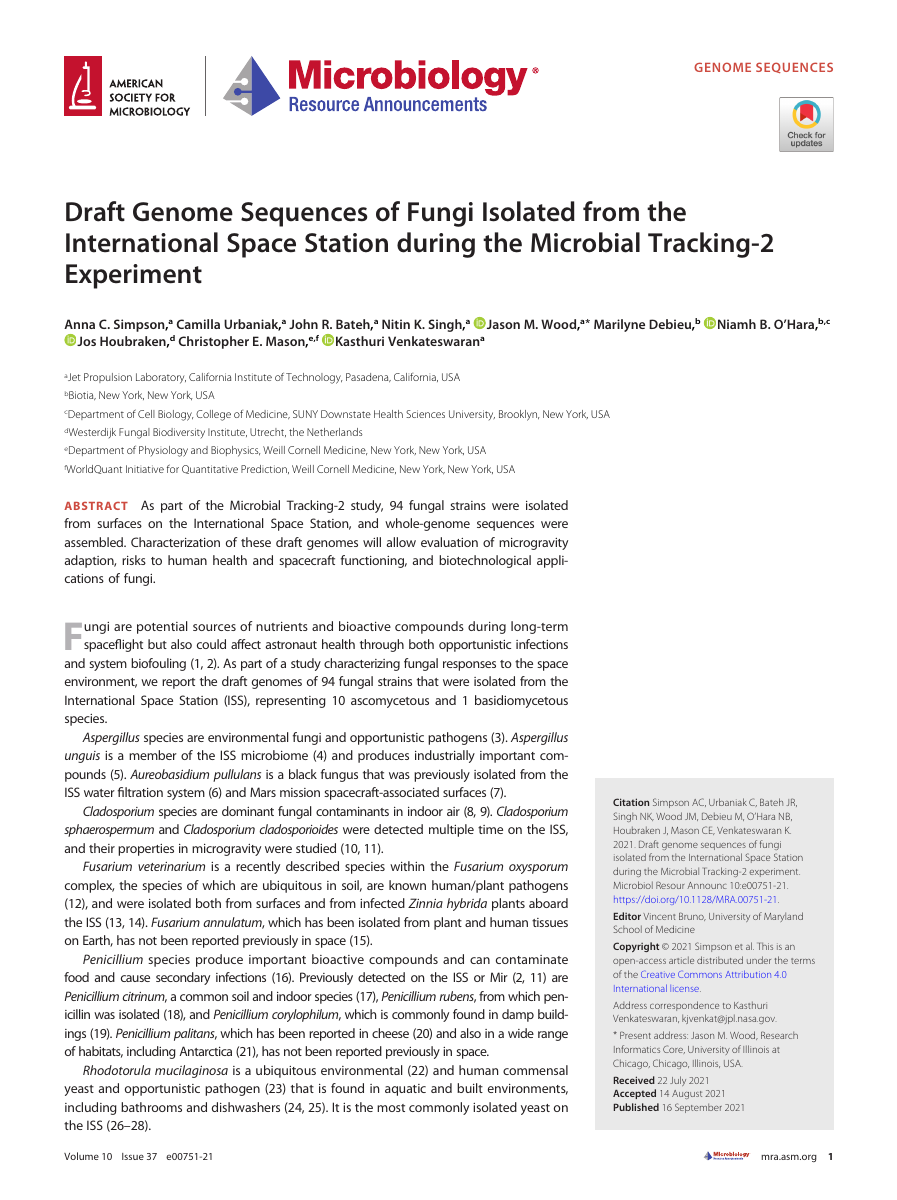 AMERICAN
SOCIETY FOR
MICROBIOLOGY
Microbiology®
Resource Announcements
GENOME SEQUENCES
Check for
updates
Draft Genome Sequences of Fungi Isolated from the
International Space Station during the Microbial Tracking-2
Experiment
Anna C. Simpson,ᵃ Camilla Urbaniak,ᵃ John R. Bateh,ᵃ Nitin K. Singh,ᵃ iD Jason M. Wood,ᵃ* Marilyne Debieu,ᵇ iD Niamh B. O’Hara,ᵇ,ᶜ
iD Jos Houbraken,ᵈ Christopher E. Mason,ᵉ,ᶠ iD Kasthuri Venkateswaranᵃ
ᵃJet Propulsion Laboratory, California Institute of Technology, Pasadena, California, USA
ᵇBiotia, New York, New York, USA
ᶜDepartment of Cell Biology, College of Medicine, SUNY Downstate Health Sciences University, Brooklyn, New York, USA
ᵈWesterdijk Fungal Biodiversity Institute, Utrecht, the Netherlands
ᵉDepartment of Physiology and Biophysics, Weill Cornell Medicine, New York, New York, USA
ᶠWorldQuant Initiative for Quantitative Prediction, Weill Cornell Medicine, New York, New York, USA
ABSTRACT As part of the Microbial Tracking-2 study, 94 fungal strains were isolated
from surfaces on the International Space Station, and whole-genome sequences were
assembled. Characterization of these draft genomes will allow evaluation of microgravity
adaption, risks to human health and spacecraft functioning, and biotechnological appli-
cations of fungi.
Fungi are potential sources of nutrients and bioactive compounds during long-term
spaceflight but also could affect astronaut health through both opportunistic infections
and system biofouling (1, 2). As part of a study characterizing fungal responses to the space
environment, we report the draft genomes of 94 fungal strains that were isolated from the
International Space Station (ISS), representing 10 ascomycetous and 1 basidiomycetous
species.
Aspergillus species are environmental fungi and opportunistic pathogens (3). Aspergillus
unguis is a member of the ISS microbiome (4) and produces industrially important com-
pounds (5). Aureobasidium pullulans is a black fungus that was previously isolated from the
ISS water filtration system (6) and Mars mission spacecraft-associated surfaces (7).
Cladosporium species are dominant fungal contaminants in indoor air (8, 9). Cladosporium
sphaerospermum and Cladosporium cladosporioides were detected multiple time on the ISS,
and their properties in microgravity were studied (10, 11).
Fusarium veterinarium is a recently described species within the Fusarium oxysporum
complex, the species of which are ubiquitous in soil, are known human/plant pathogens
(12), and were isolated both from surfaces and from infected Zinnia hybrida plants aboard
the ISS (13, 14). Fusarium annulatum, which has been isolated from plant and human tissues
on Earth, has not been reported previously in space (15).
Penicillium species produce important bioactive compounds and can contaminate
food and cause secondary infections (16). Previously detected on the ISS or Mir (2, 11) are
Penicillium citrinum, a common soil and indoor species (17), Penicillium rubens, from which pen-
icillin was isolated (18), and Penicillium corylophilum, which is commonly found in damp build-
ings (19). Penicillium palitans, which has been reported in cheese (20) and also in a wide range
of habitats, including Antarctica (21), has not been reported previously in space.
Rhodotorula mucilaginosa is a ubiquitous environmental (22) and human commensal
yeast and opportunistic pathogen (23) that is found in aquatic and built environments,
including bathrooms and dishwashers (24, 25). It is the most commonly isolated yeast on
the ISS (26–28).
Citation Simpson AC, Urbaniak C, Bateh JR,
Singh NK, Wood JM, Debieu M, O’Hara NB,
Houbraken J, Mason CE, Venkateswaran K.
2021. Draft genome sequences of fungi
isolated from the International Space Station
during the Microbial Tracking-2 experiment.
Microbiol Resour Announc 10:e00751-21.
https://doi.org/10.1128/MRA.00751-21.
Editor Vincent Bruno, University of Maryland
School of Medicine
Copyright © 2021 Simpson et al. This is an
open-access article distributed under the terms
of the Creative Commons Attribution 4.0
International license.
Address correspondence to Kasthuri
Venkateswaran, kjvenkat@jpl.nasa.gov.
* Present address: Jason M. Wood, Research
Informatics Core, University of Illinois at
Chicago, Chicago, Illinois, USA.
Received 22 July 2021
Accepted 14 August 2021
Published 16 September 2021
Volume 10 Issue 37 e00751-21
Microbiology
Resource Announcements
mra.asm.org 1